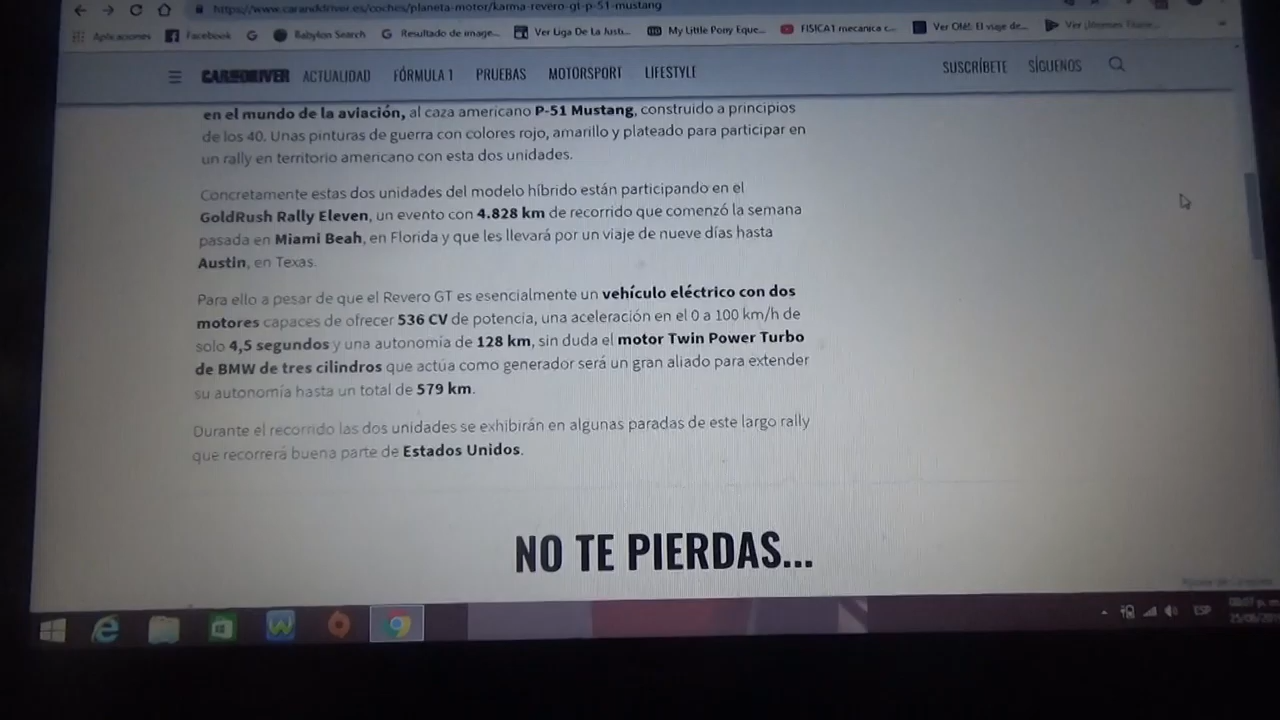 https://www.caranddriver.es/coches/planeta-motor/karma-revero-gt-p-51-mustang
Aplicaciones Facebook Babylon Search Resultado de image... Ver Liga De La Justi... My Little Pony Eque... FISICA1 mecanica c... Ver Olé! El viaje de...
CAR AND DRIVER ACTUALIDAD FÓRMULA 1 PRUEBAS MOTORSPORT LIFESTYLE SUSCRÍBETE SÍGUENOS
en el mundo de la aviación, al caza americano P-51 Mustang, construido a principios
de los 40. Unas pinturas de guerra con colores rojo, amarillo y plateado para participar en
un rally en territorio americano con esta dos unidades.
Concretamente estas dos unidades del modelo híbrido están participando en el
GoldRush Rally Eleven, un evento con 4.828 km de recorrido que comenzó la semana
pasada en Miami Beah, en Florida y que les llevará por un viaje de nueve días hasta
Austin, en Texas.
Para ello a pesar de que el Revero GT es esencialmente un vehículo eléctrico con dos
motores capaces de ofrecer 536 CV de potencia, una aceleración en el 0 a 100 km/h de
solo 4,5 segundos y una autonomía de 128 km, sin duda el motor Twin Power Turbo
de BMW de tres cilindros que actúa como generador será un gran aliado para extender
su autonomía hasta un total de 579 km.
Durante el recorrido las dos unidades se exhibirán en algunas paradas de este largo rally
que recorrerá buena parte de Estados Unidos.
NO TE PIERDAS...
ESP